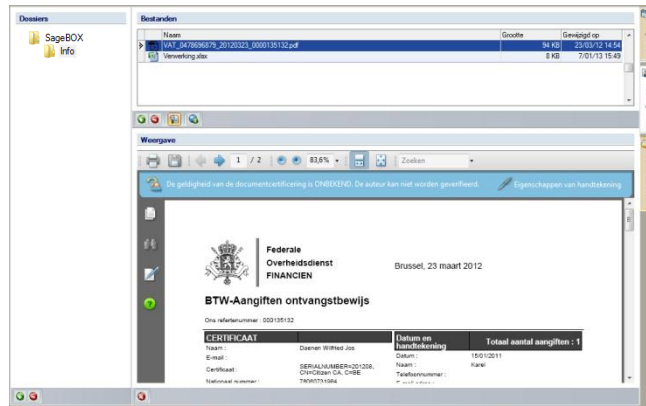 Dossiers
SageBOX
Info
Bestanden
Naam Grootte Gewijzigd op
VAT_0478696879_20120323_0000135132.pdf 94 KB 23/03/12 14:54
Verwerking.xlsx 8 KB 7/01/13 15:49
Weergave
1 / 2 83,6% Zoeken
De geldigheid van de documentcertificering is ONBEKEND. De auteur kan niet worden geverifieerd. Eigenschappen van handtekening
Federale
Overheidsdienst
FINANCIEN
Brussel, 23 maart 2012
BTW-Aangiften ontvangstbewijs
Ons refertenummer : 000135132
CERTIFICAAT
Naam : Daenen Wilfried Jos
E-mail :
Certificaat : SERIALNUMBER=201208,
CN=Citizen CA, C=BE
Nationaal nummer : 78060731984
Datum en
handtekening
Totaal aantal aangiften : 1
Datum : 15/01/2011
Naam : Karel
Telefoonnummer :
E-mail adres :